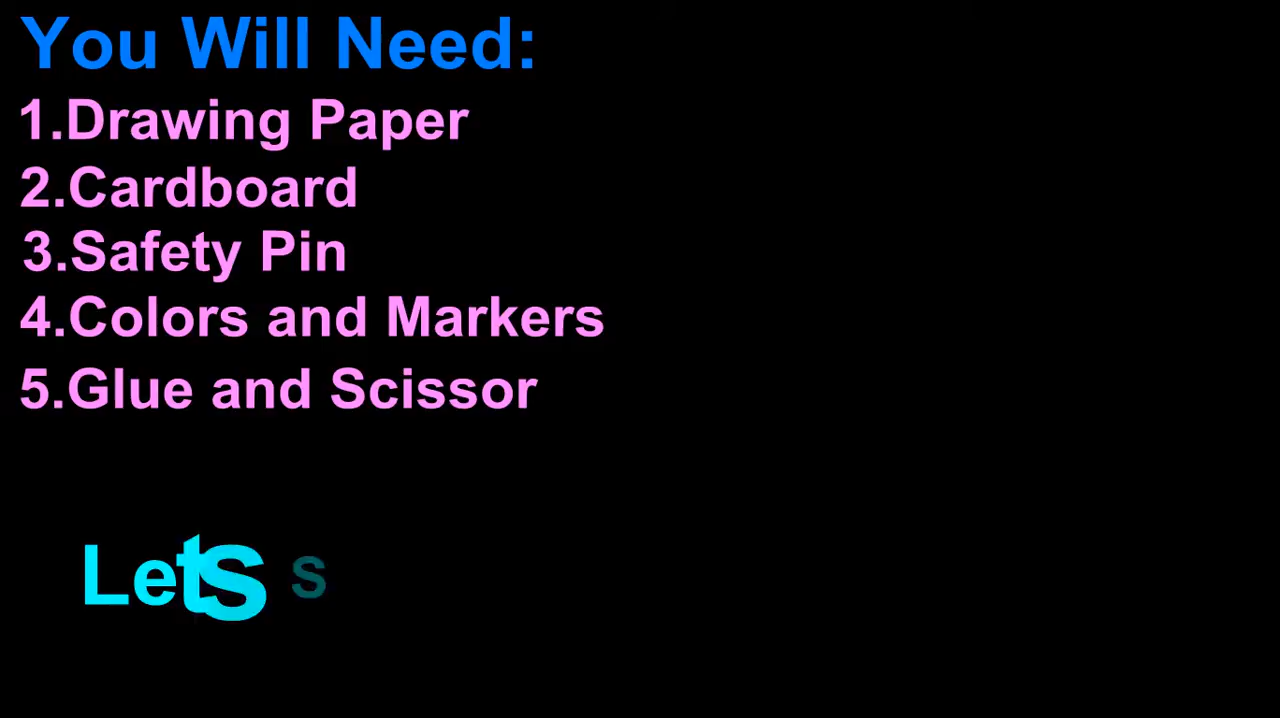 You Will Need:
1.Drawing Paper
2.Cardboard
3.Safety Pin
4.Colors and Markers
5.Glue and Scissor
Lets s